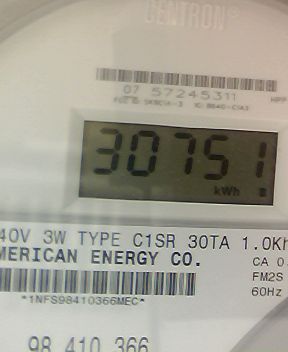 CENTRON®
07 57245311
30751
kWh
40V 3W TYPE C1SR 30TA 1.0Kh
MERICAN ENERGY CO.
CA 0.
FM2S
60Hz
*1NFS98410366MEC*
98 410 366